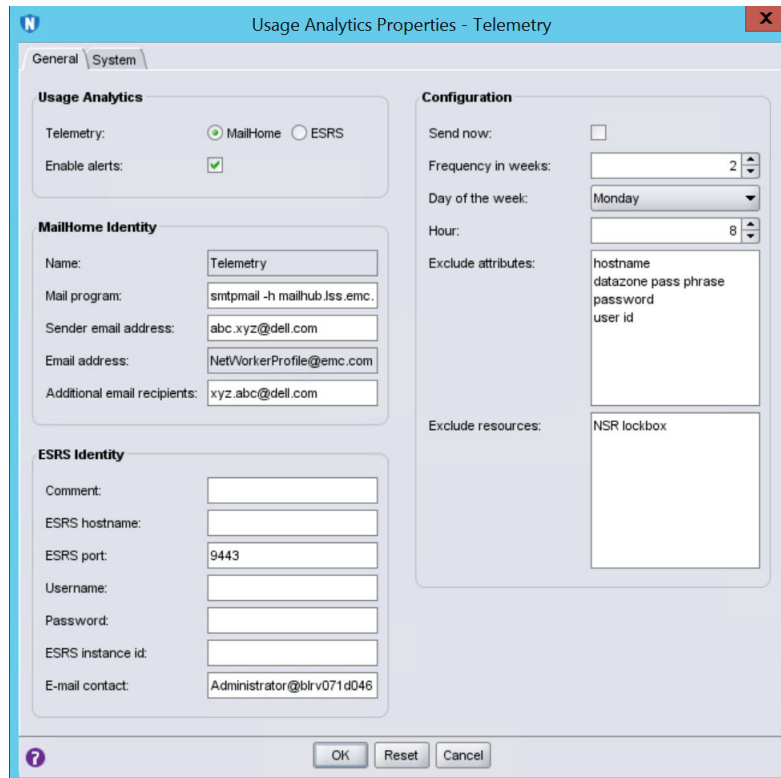 Usage Analytics Properties - Telemetry
x
General
System
Usage Analytics
Telemetry:
MailHome
ESRS
Enable alerts:
MailHome Identity
Name:
Telemetry
Mail program:
smtpmail -h mailhub.lss.emc.
Sender email address:
abc.xyz@dell.com
Email address:
NetWorkerProfile@emc.com
Additional email recipients:
xyz.abc@dell.com
ESRS Identity
Comment:
ESRS hostname:
ESRS port:
9443
Username:
Password:
ESRS instance id:
E-mail contact:
Administrator@blrv071d046
Configuration
Send now:
Frequency in weeks:
2
Day of the week:
Monday
Hour:
8
Exclude attributes:
hostname
datazone pass phrase
password
user id
Exclude resources:
NSR lockbox
?
OK
Reset
Cancel